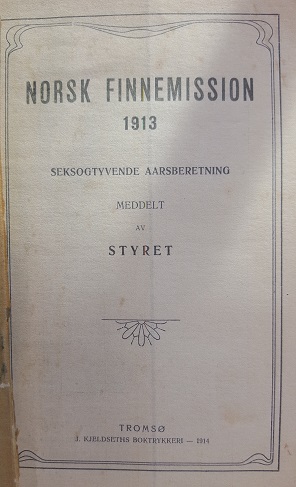 NORSK FINNEMISSION
1913
SEKSOGTYVENDE AARSBERETNING
MEDDELT
AV
STYRET
TROMSØ
J. KJELDSETHS BOKTRYKKERI — 1914